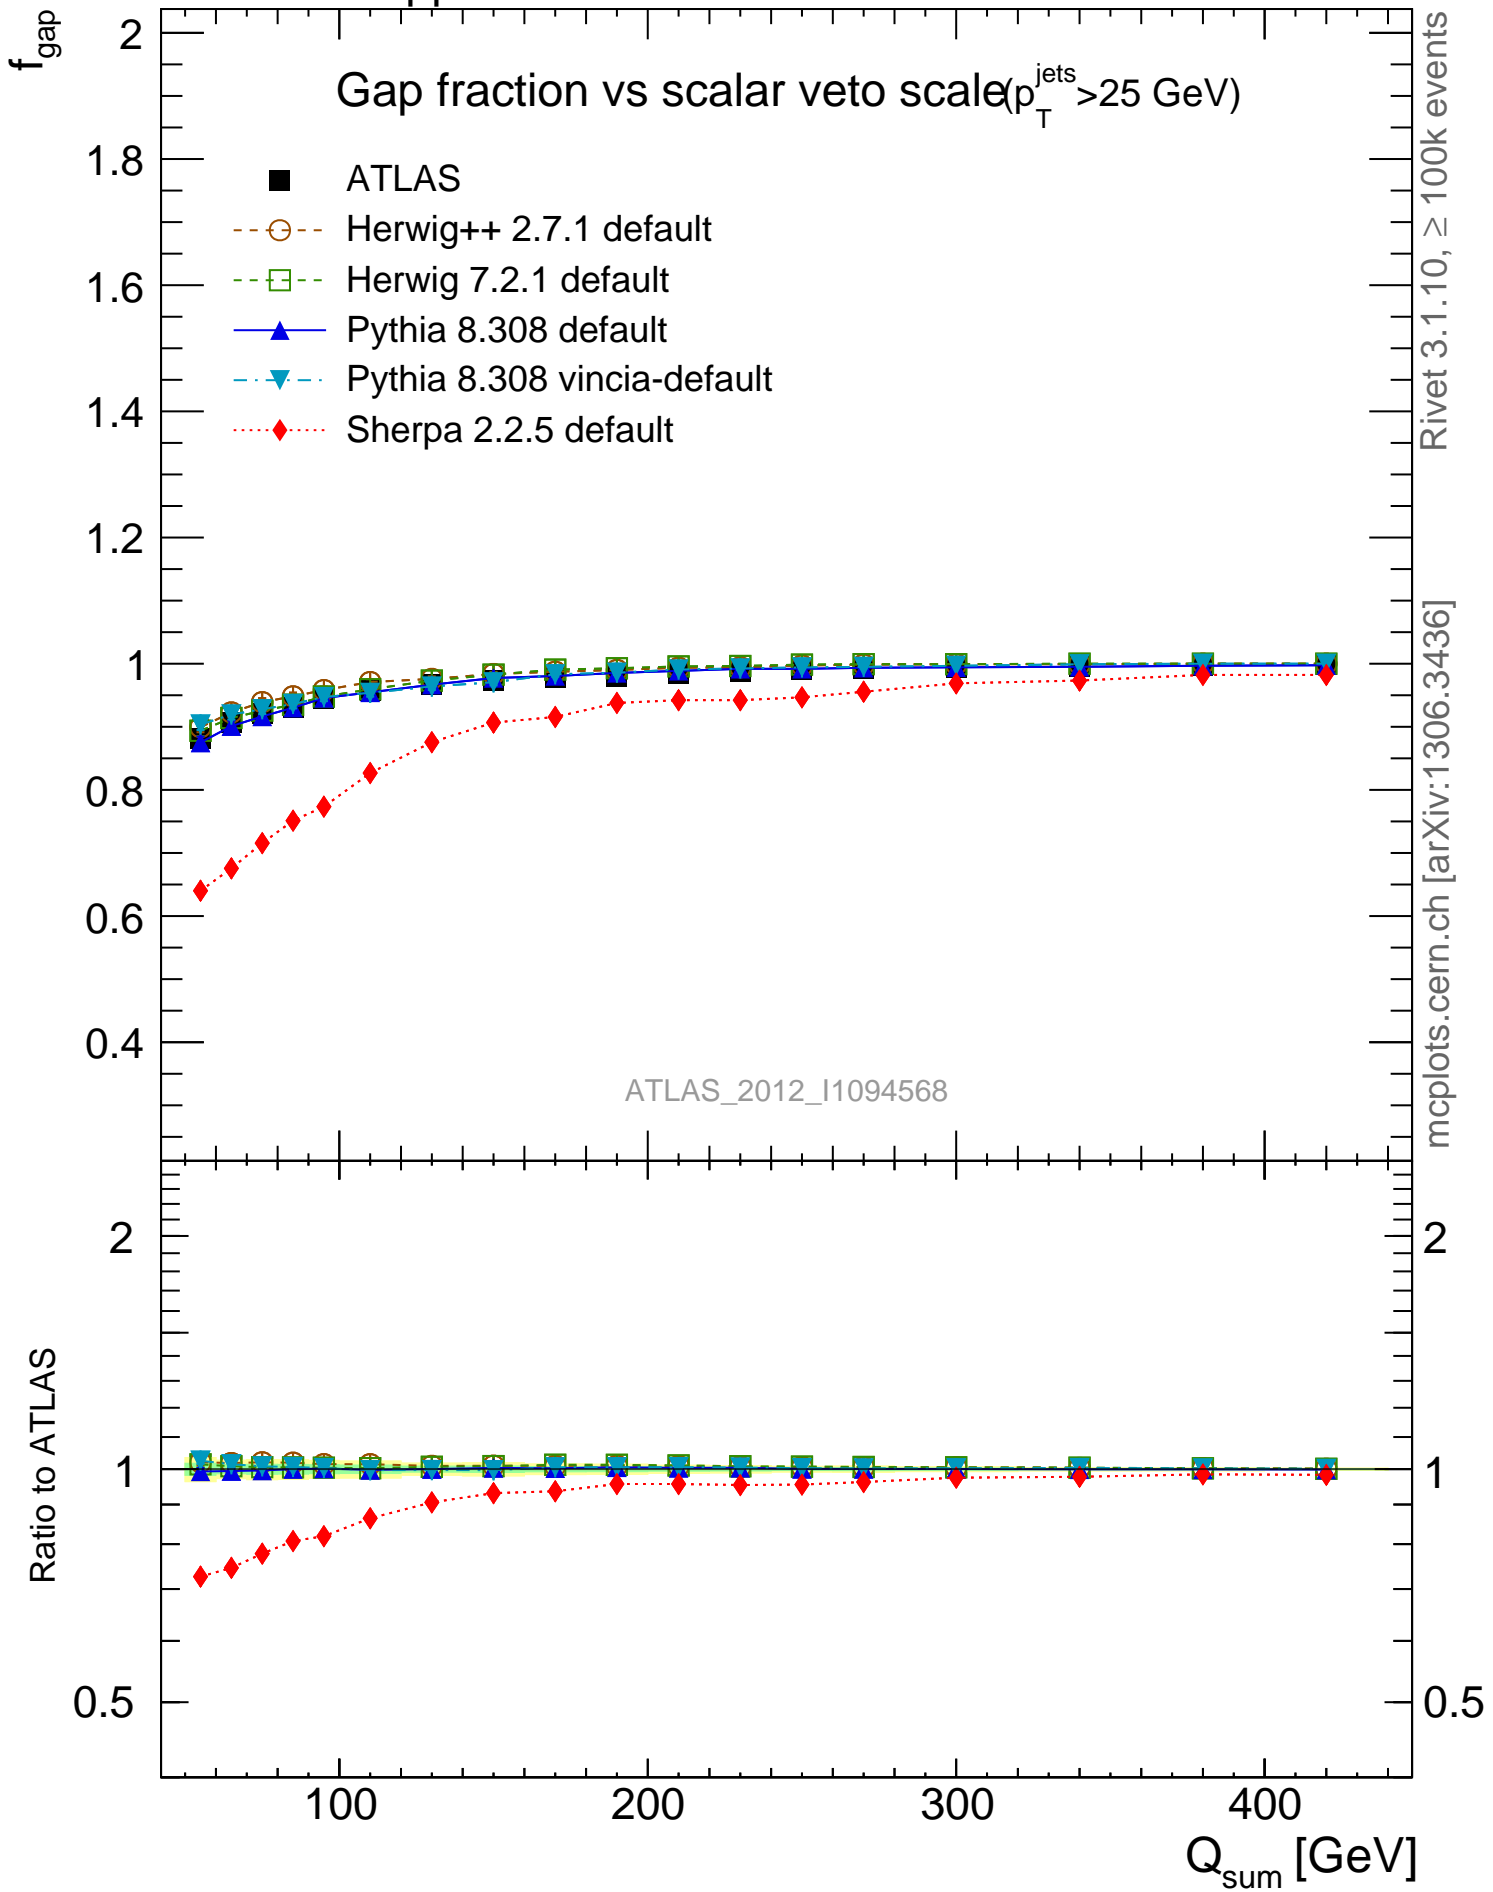 f_gap
Gap fraction vs scalar veto scale(p_T^jets>25 GeV)
ATLAS
Herwig++ 2.7.1 default
Herwig 7.2.1 default
Pythia 8.308 default
Pythia 8.308 vincia-default
Sherpa 2.2.5 default
2
1.8
1.6
1.4
1.2
1
0.8
0.6
0.4
ATLAS_2012_I1094568
Rivet 3.1.10, ≥ 100k events
mcplots.cern.ch [arXiv:1306.3436]
Ratio to ATLAS
2
1
0.5
2
1
0.5
100
200
300
400
Q_sum [GeV]